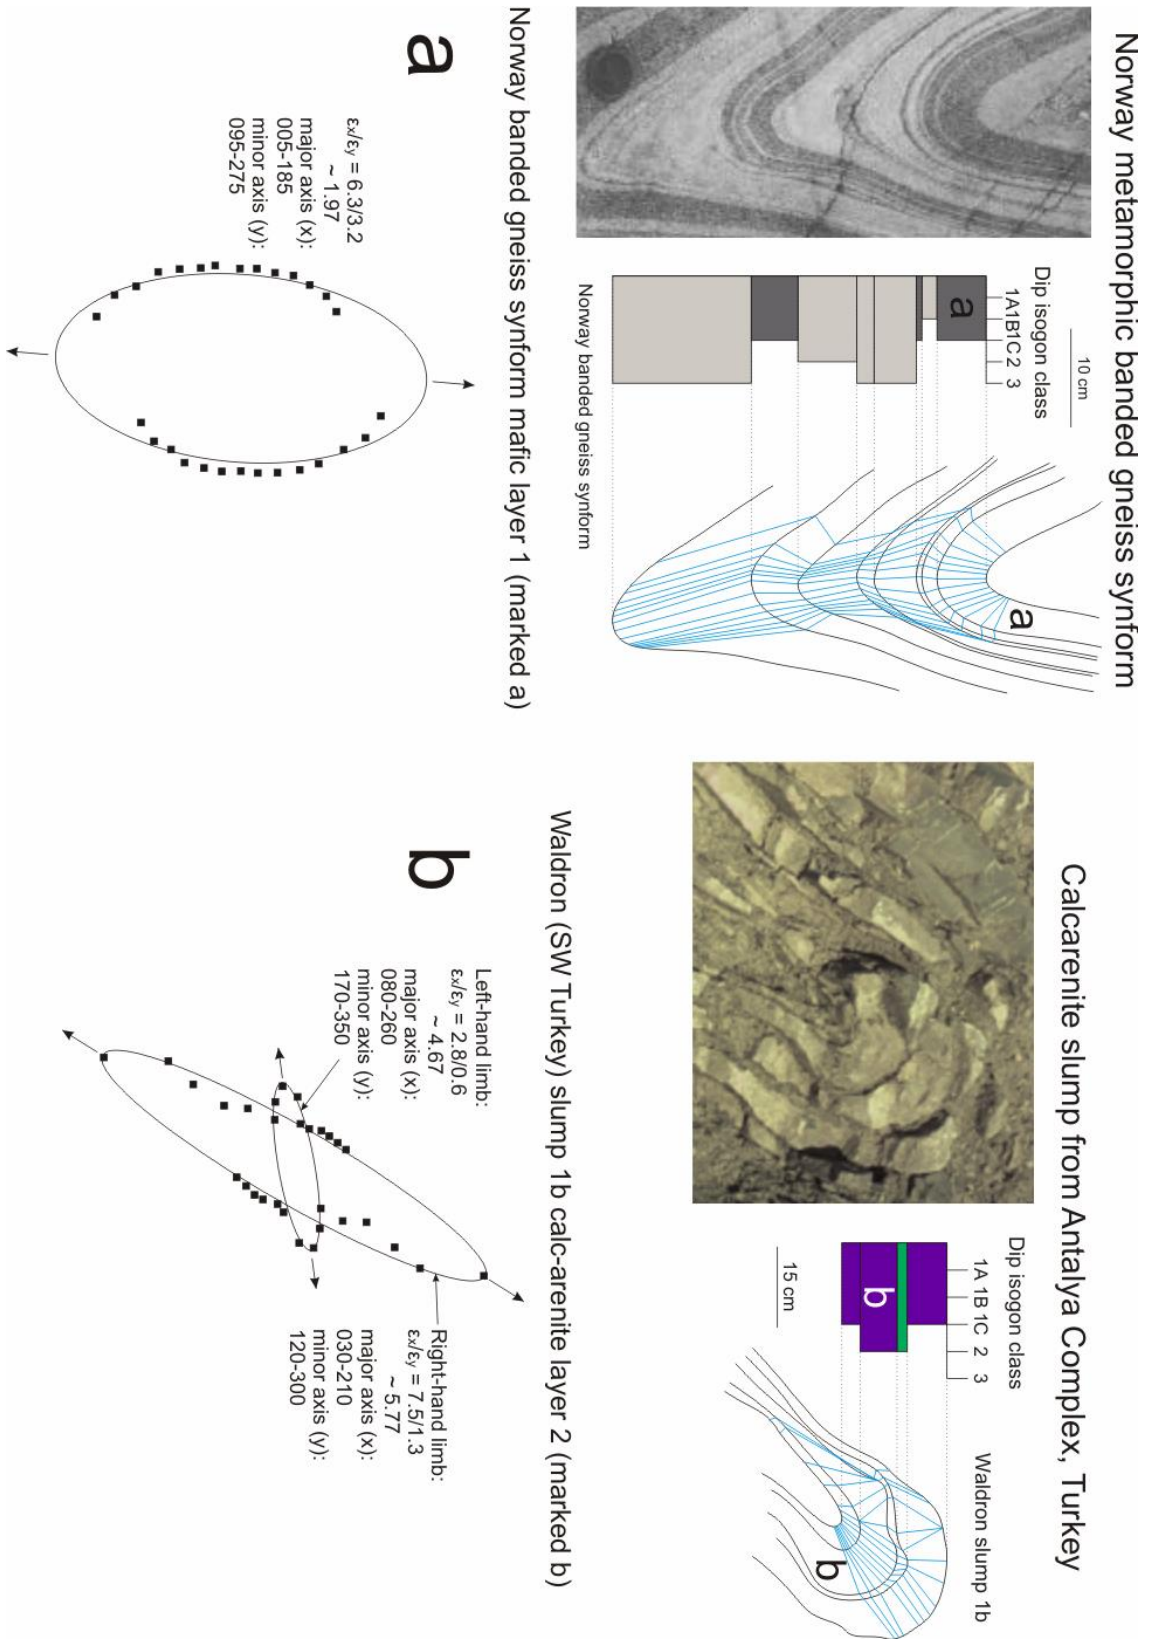 Norway metamorphic banded gneiss synform
Dip isogon class
1A1B1C 2 3
10 cm
a
a
Norway banded gneiss synform
Norway banded gneiss synform mafic layer 1 (marked a)
a
εx/εy = 6.3/3.2
~ 1.97
major axis (x):
005-185
minor axis (y):
095-275
Calcarenite slump from Antalya Complex, Turkey
Dip isogon class
1A 1B 1C 2 3
b
15 cm
Waldron slump 1b
b
Waldron (SW Turkey) slump 1b calc-arenite layer 2 (marked b)
b
Left-hand limb:
εx/εy = 2.8/0.6
~ 4.67
major axis (x):
080-260
minor axis (y):
170-350
Right-hand limb:
εx/εy = 7.5/1.3
~ 5.77
major axis (x):
030-210
minor axis (y):
120-300